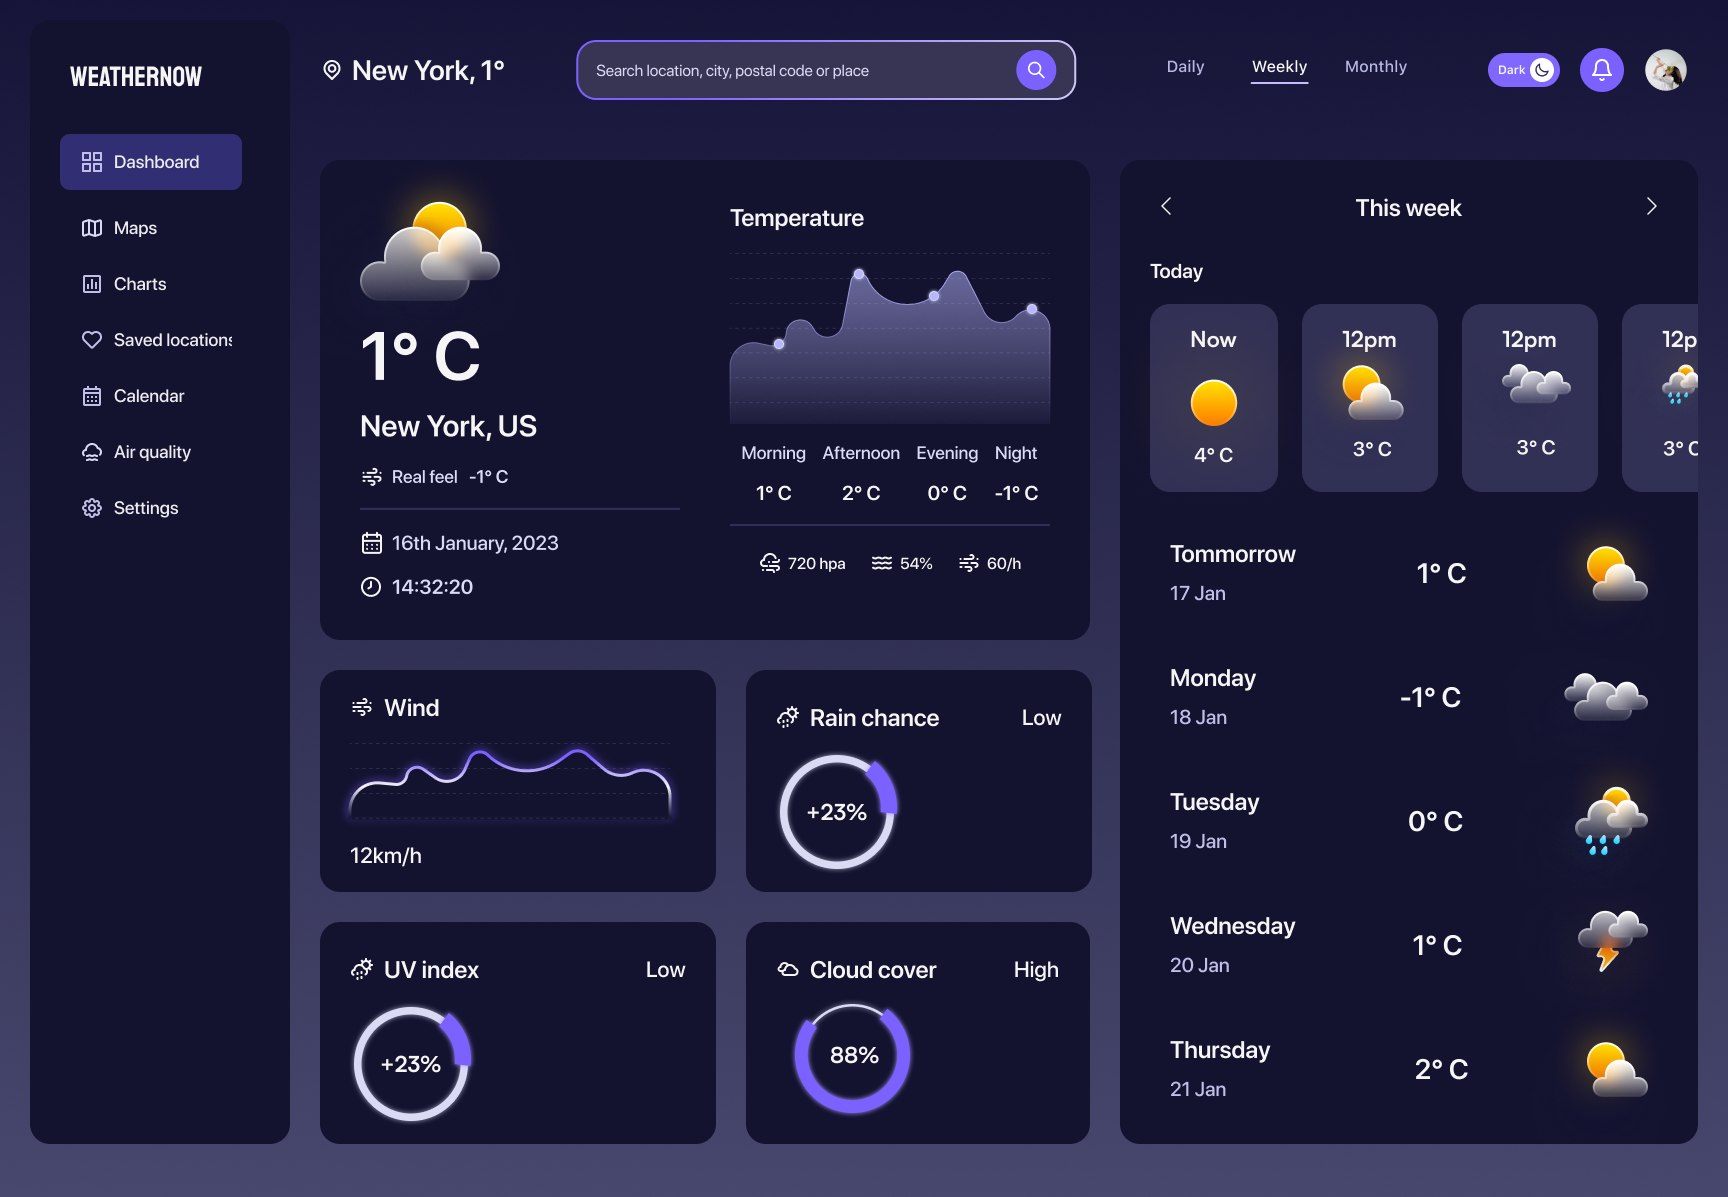 WEATHERNOW
Dashboard
Maps
Charts
Saved locations
Calendar
Air quality
Settings
New York, 1°
Search location, city, postal code or place
Daily
Weekly
Monthly
Dark
1° C
New York, US
Real feel -1° C
16th January, 2023
14:32:20
Temperature
Morning Afternoon Evening Night
1° C 2° C 0° C -1° C
720 hpa 54% 60/h
Wind
12km/h
Rain chance Low
+23%
UV index Low
+23%
Cloud cover High
88%
This week
Today
Now 12pm 12pm 12p
4° C 3° C 3° C 3° C
Tommorrow
17 Jan
1° C
Monday
18 Jan
-1° C
Tuesday
19 Jan
0° C
Wednesday
20 Jan
1° C
Thursday
21 Jan
2° C